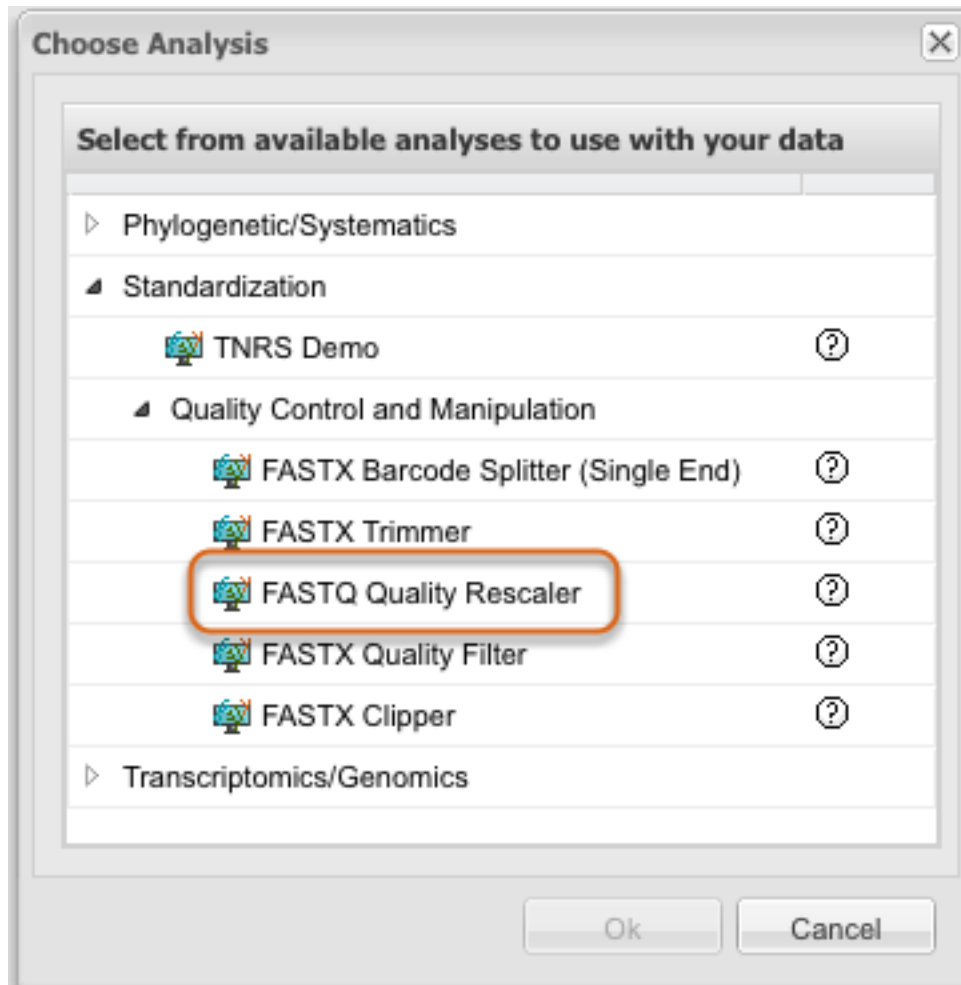 Choose Analysis
Select from available analyses to use with your data
Phylogenetic/Systematics
Standardization
TNRS Demo
Quality Control and Manipulation
FASTX Barcode Splitter (Single End)
FASTX Trimmer
FASTQ Quality Rescaler
FASTX Quality Filter
FASTX Clipper
Transcriptomics/Genomics
Ok Cancel